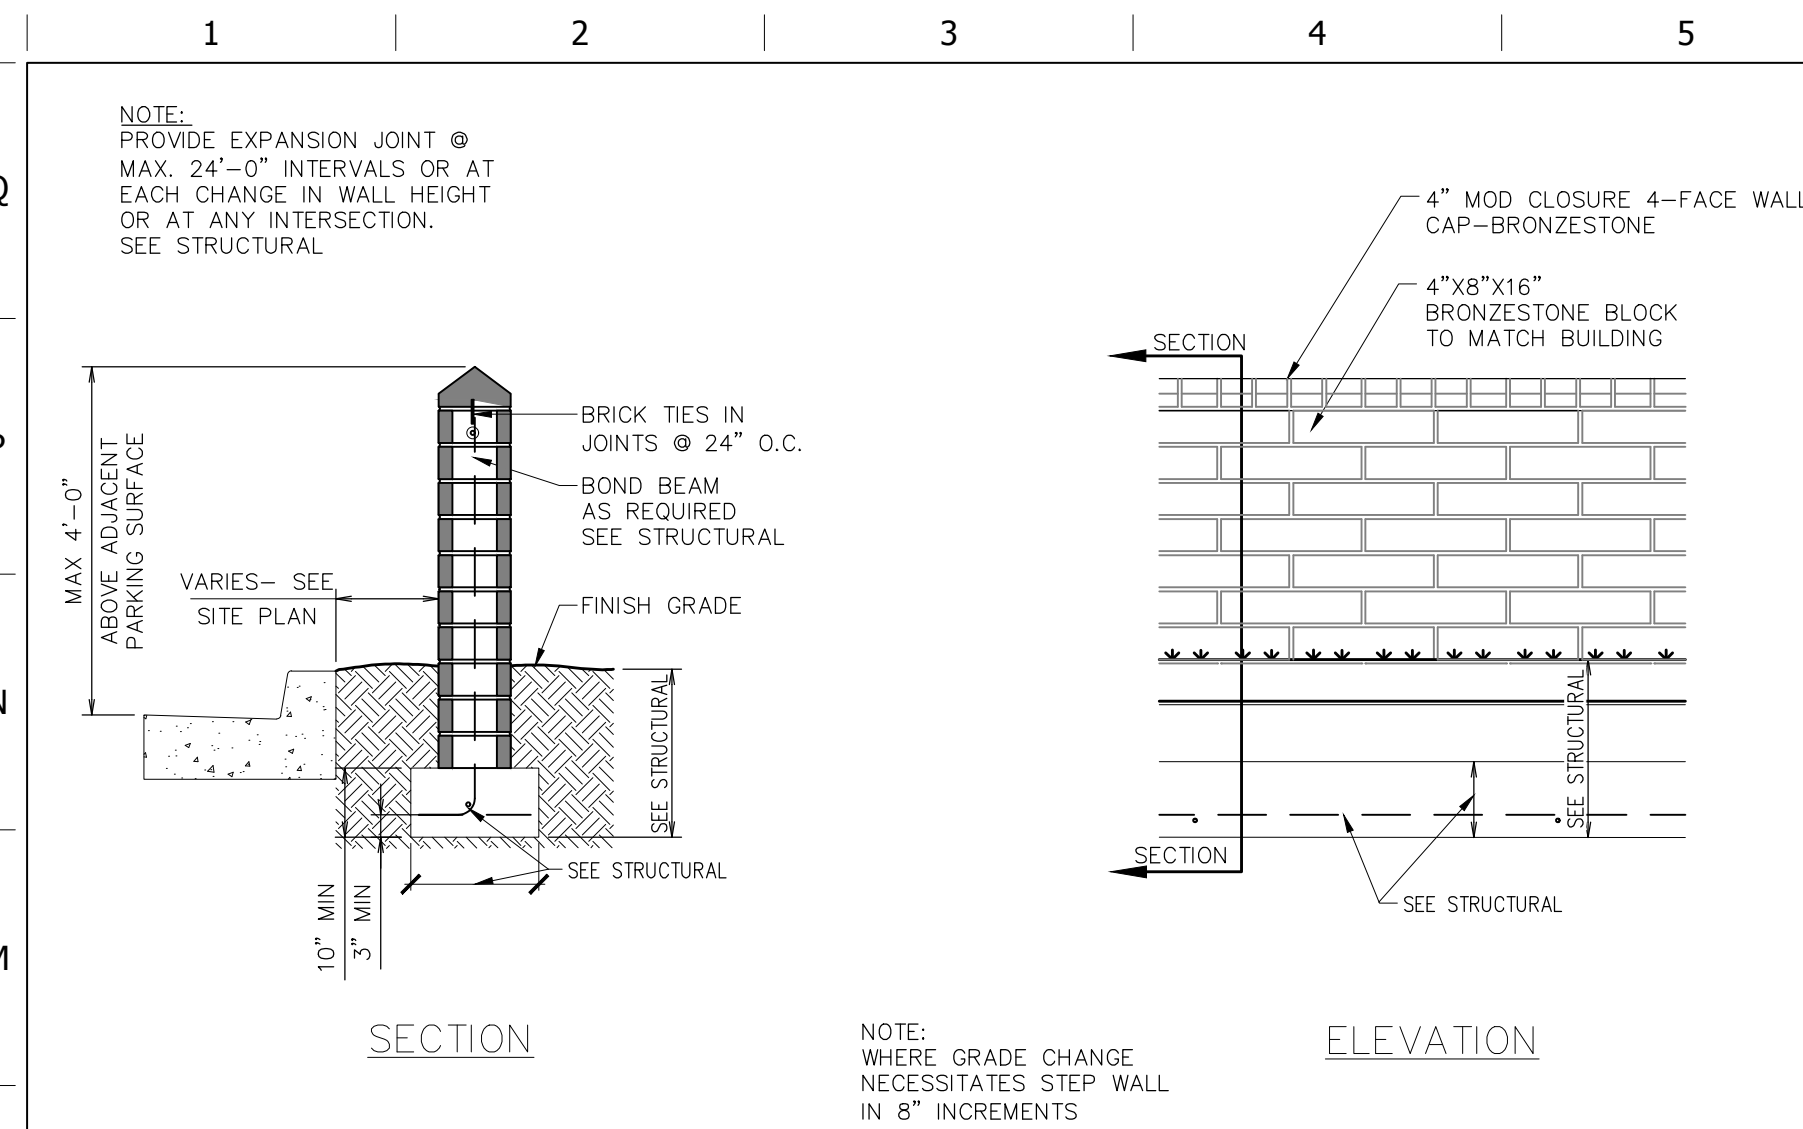 1
2
3
4
5
NOTE:
PROVIDE EXPANSION JOINT @
MAX. 24'-0" INTERVALS OR AT
EACH CHANGE IN WALL HEIGHT
OR AT ANY INTERSECTION.
SEE STRUCTURAL
MAX 4'-0"
ABOVE ADJACENT
PARKING SURFACE
VARIES- SEE
SITE PLAN
BRICK TIES IN
JOINTS @ 24" O.C.
BOND BEAM
AS REQUIRED
SEE STRUCTURAL
FINISH GRADE
SEE STRUCTURAL
SEE STRUCTURAL
10" MIN
3" MIN
SECTION
4" MOD CLOSURE 4-FACE WALL
CAP-BRONZESTONE
4"X8"X16"
BRONZESTONE BLOCK
TO MATCH BUILDING
SECTION
SEE STRUCTURAL
SECTION
SEE STRUCTURAL
ELEVATION
NOTE:
WHERE GRADE CHANGE
NECESSITATES STEP WALL
IN 8" INCREMENTS
Q
N
M